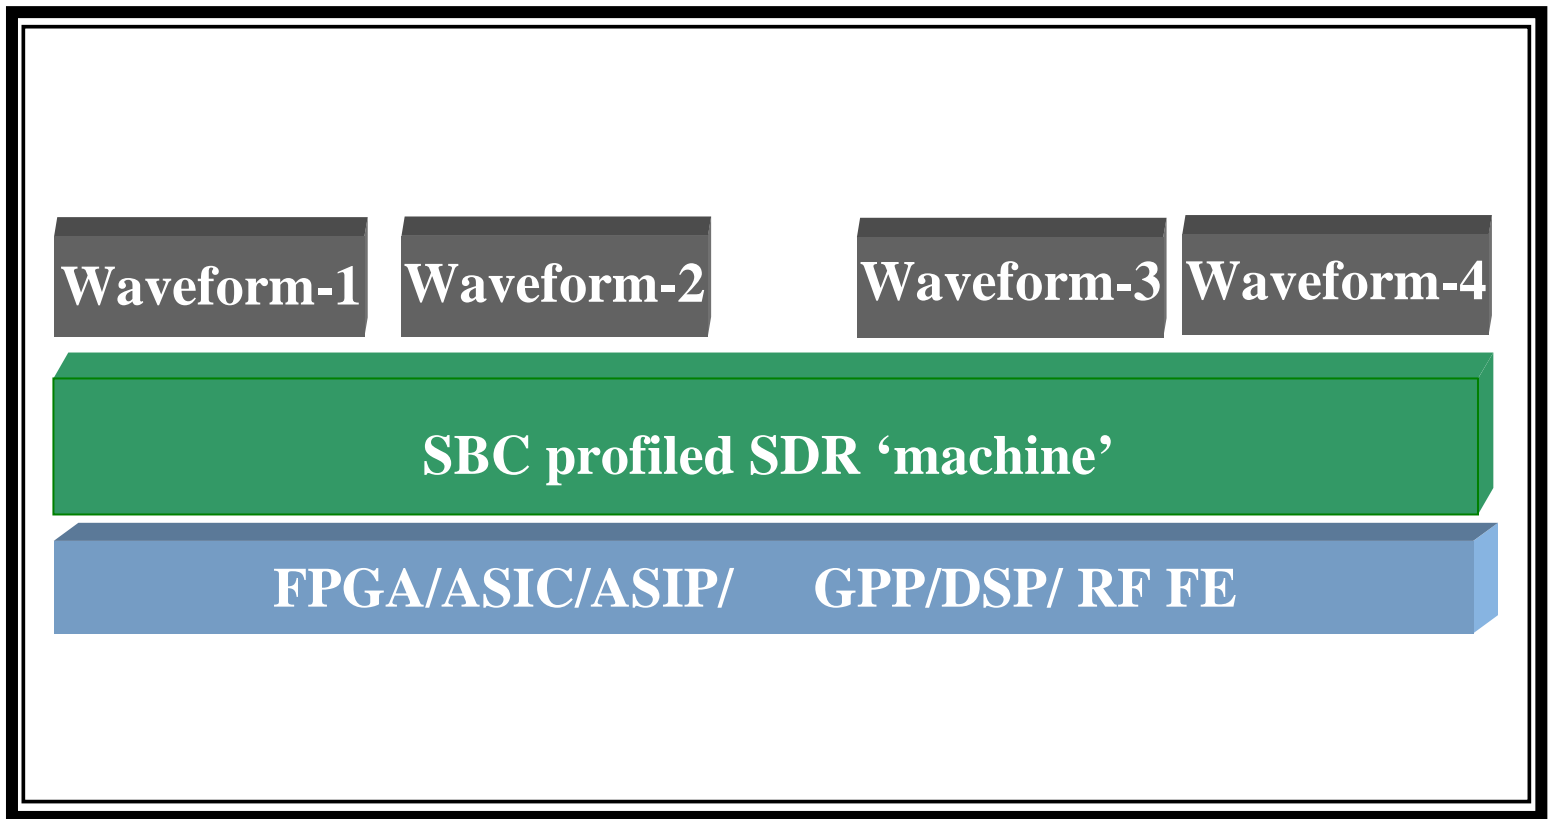 Waveform-1 Waveform-2 Waveform-3 Waveform-4
SBC profiled SDR ‘machine’
FPGA/ASIC/ASIP/ GPP/DSP/ RF FE